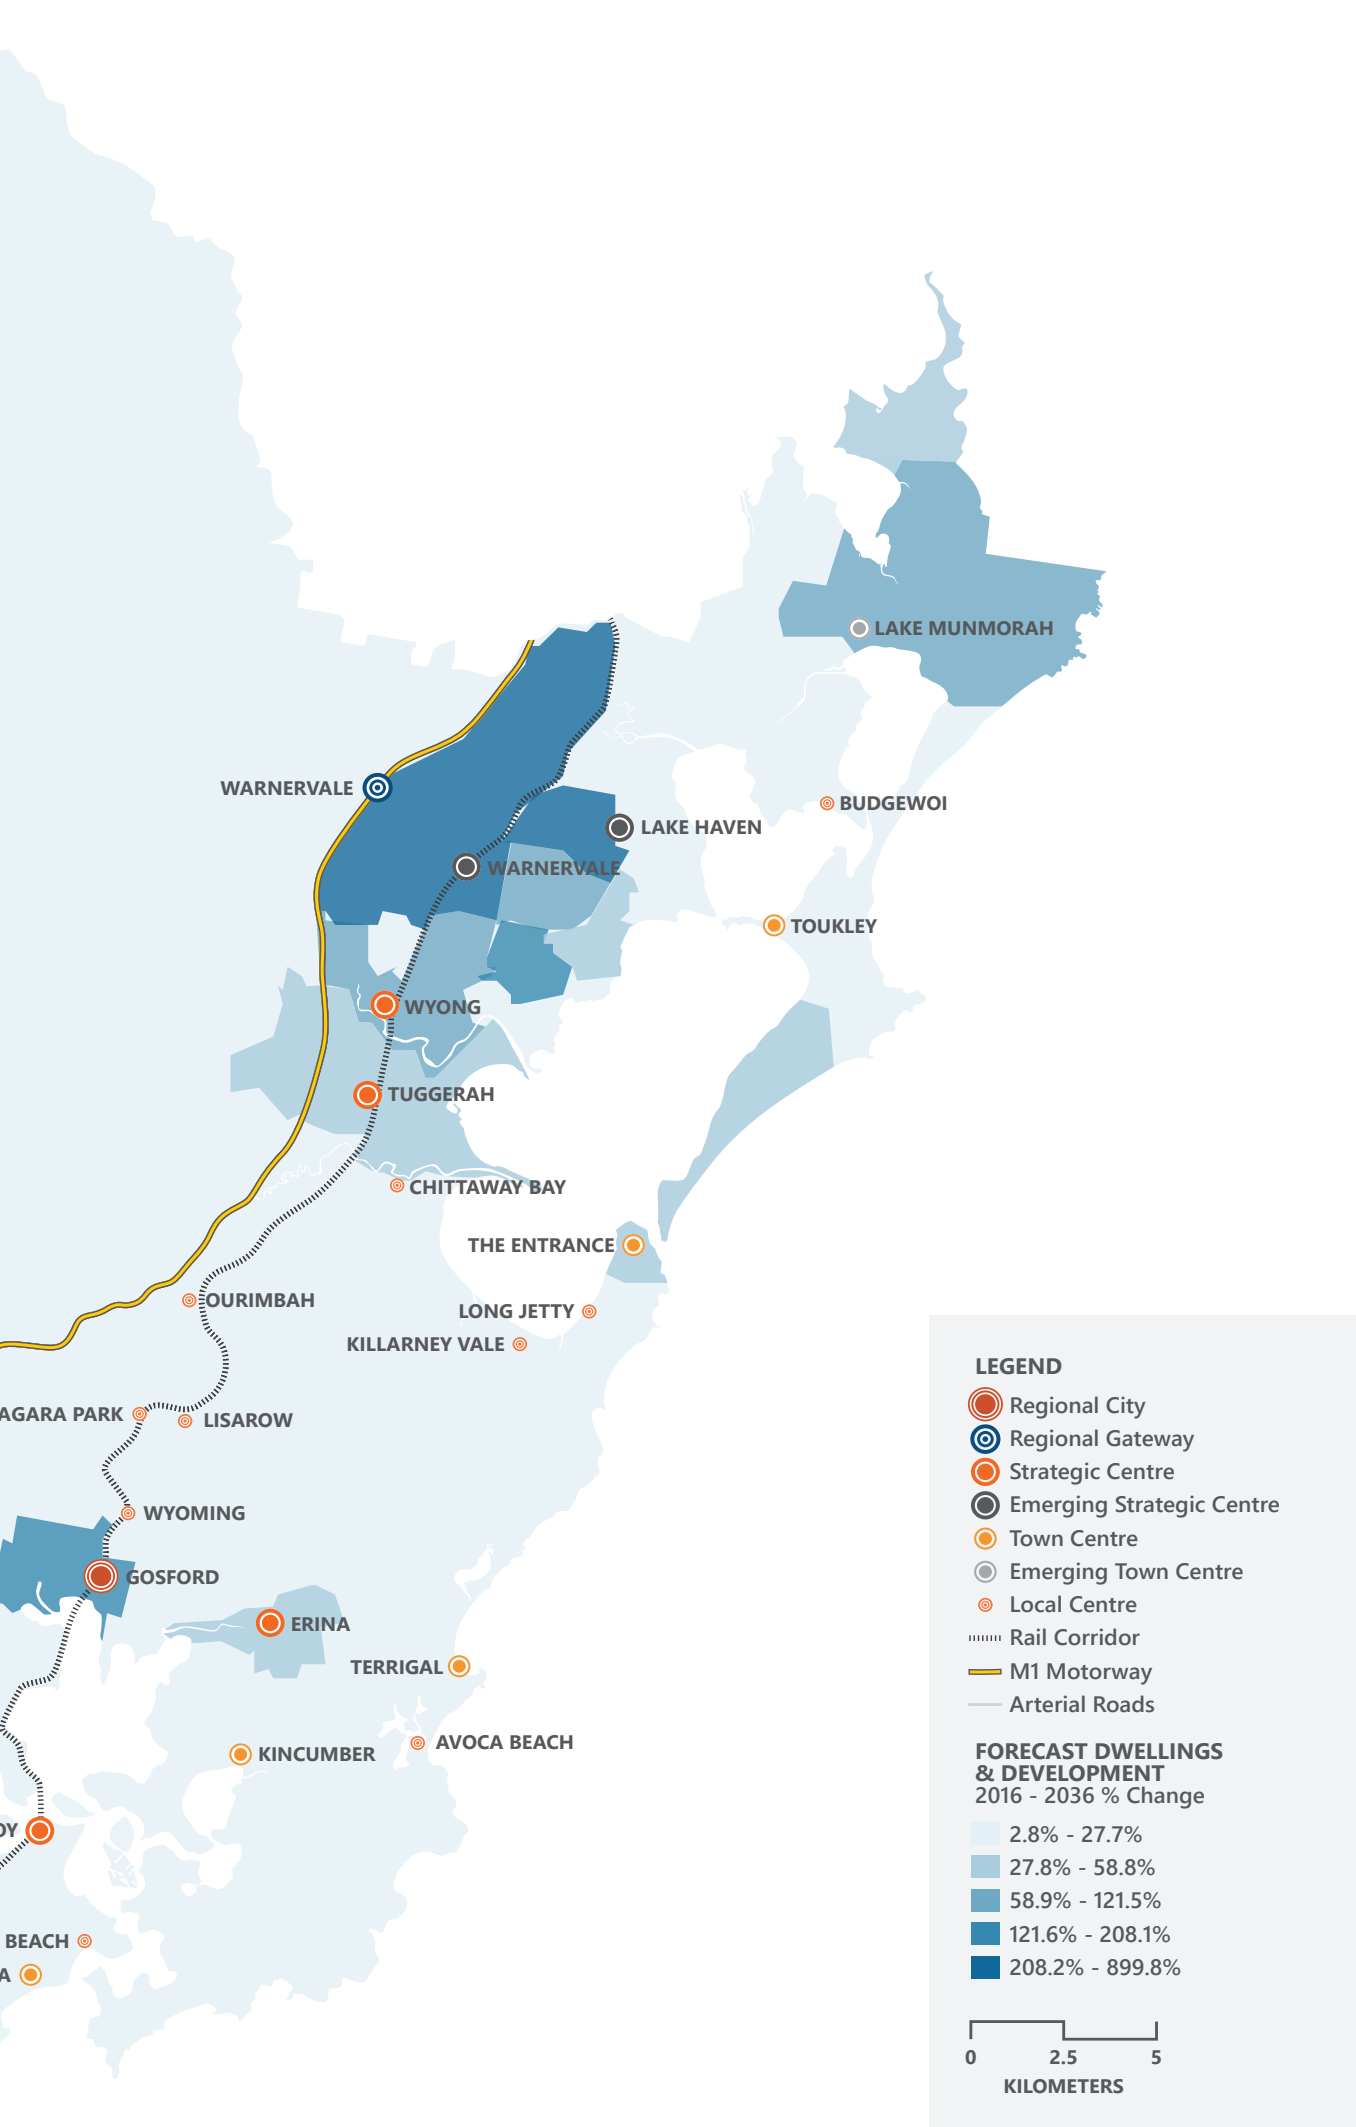 LAKE MUNMORAH
WARNERVALE
BUDGEWOI
LAKE HAVEN
WARNERVALE
TOUKLEY
WYONG
TUGGERAH
CHITTAWAY BAY
THE ENTRANCE
OURIMBAH
LONG JETTY
KILLARNEY VALE
AGARA PARK
LISAROW
WYOMING
GOSFORD
ERINA
TERRIGAL
AVOCA BEACH
KINCUMBER
OY
BEACH
A
LEGEND
Regional City
Regional Gateway
Strategic Centre
Emerging Strategic Centre
Town Centre
Emerging Town Centre
Local Centre
Rail Corridor
M1 Motorway
Arterial Roads
FORECAST DWELLINGS
& DEVELOPMENT
2016 - 2036 % Change
2.8% - 27.7%
27.8% - 58.8%
58.9% - 121.5%
121.6% - 208.1%
208.2% - 899.8%
0 2.5 5
KILOMETERS